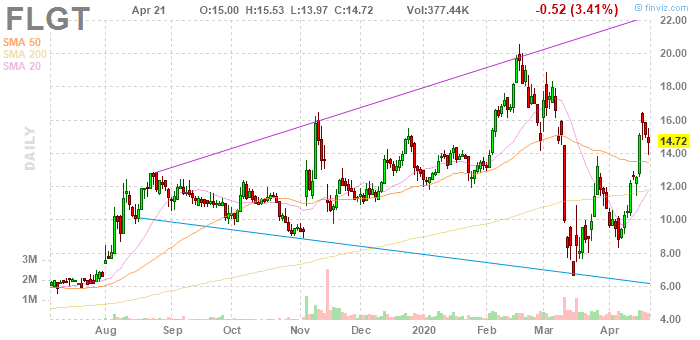 FLGT Apr 21 O:15.00 H:15.53 L:13.97 C:14.72 Vol:377.44K -0.52 (3.41%) © finviz.com
SMA 50
SMA 200
SMA 20
DAILY
22.00
20.00
18.00
16.00
14.72
14.00
12.00
10.00
8.00
6.00
4.00
3M
2M
1M
Aug Sep Oct Nov Dec 2020 Feb Mar Apr